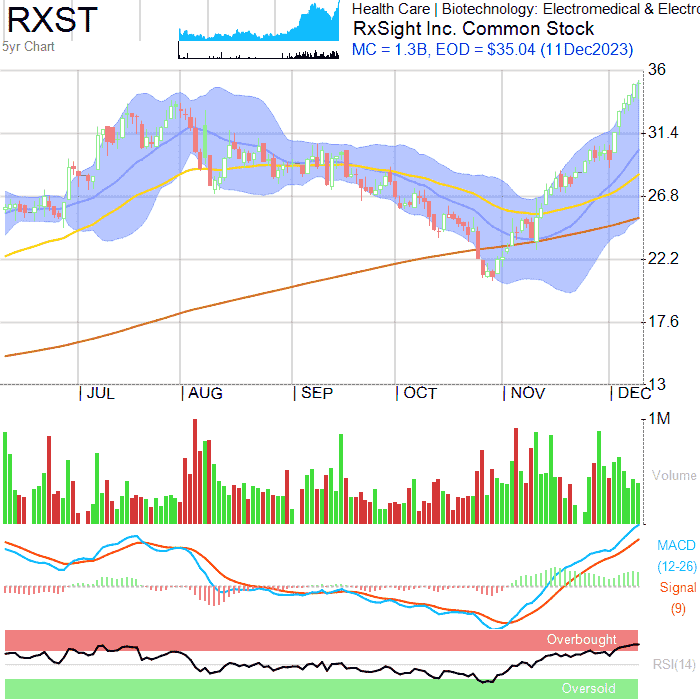 RXST
5yr Chart
Health Care | Biotechnology: Electromedical & Electro
RxSight Inc. Common Stock
MC = 1.3B, EOD = $35.04 (11Dec2023)
36
31.4
26.8
22.2
17.6
13
| JUL | AUG | SEP | OCT | NOV | DEC
1M
Volume
MACD
(12-26)
Signal
(9)
Overbought
RSI(14)
Oversold